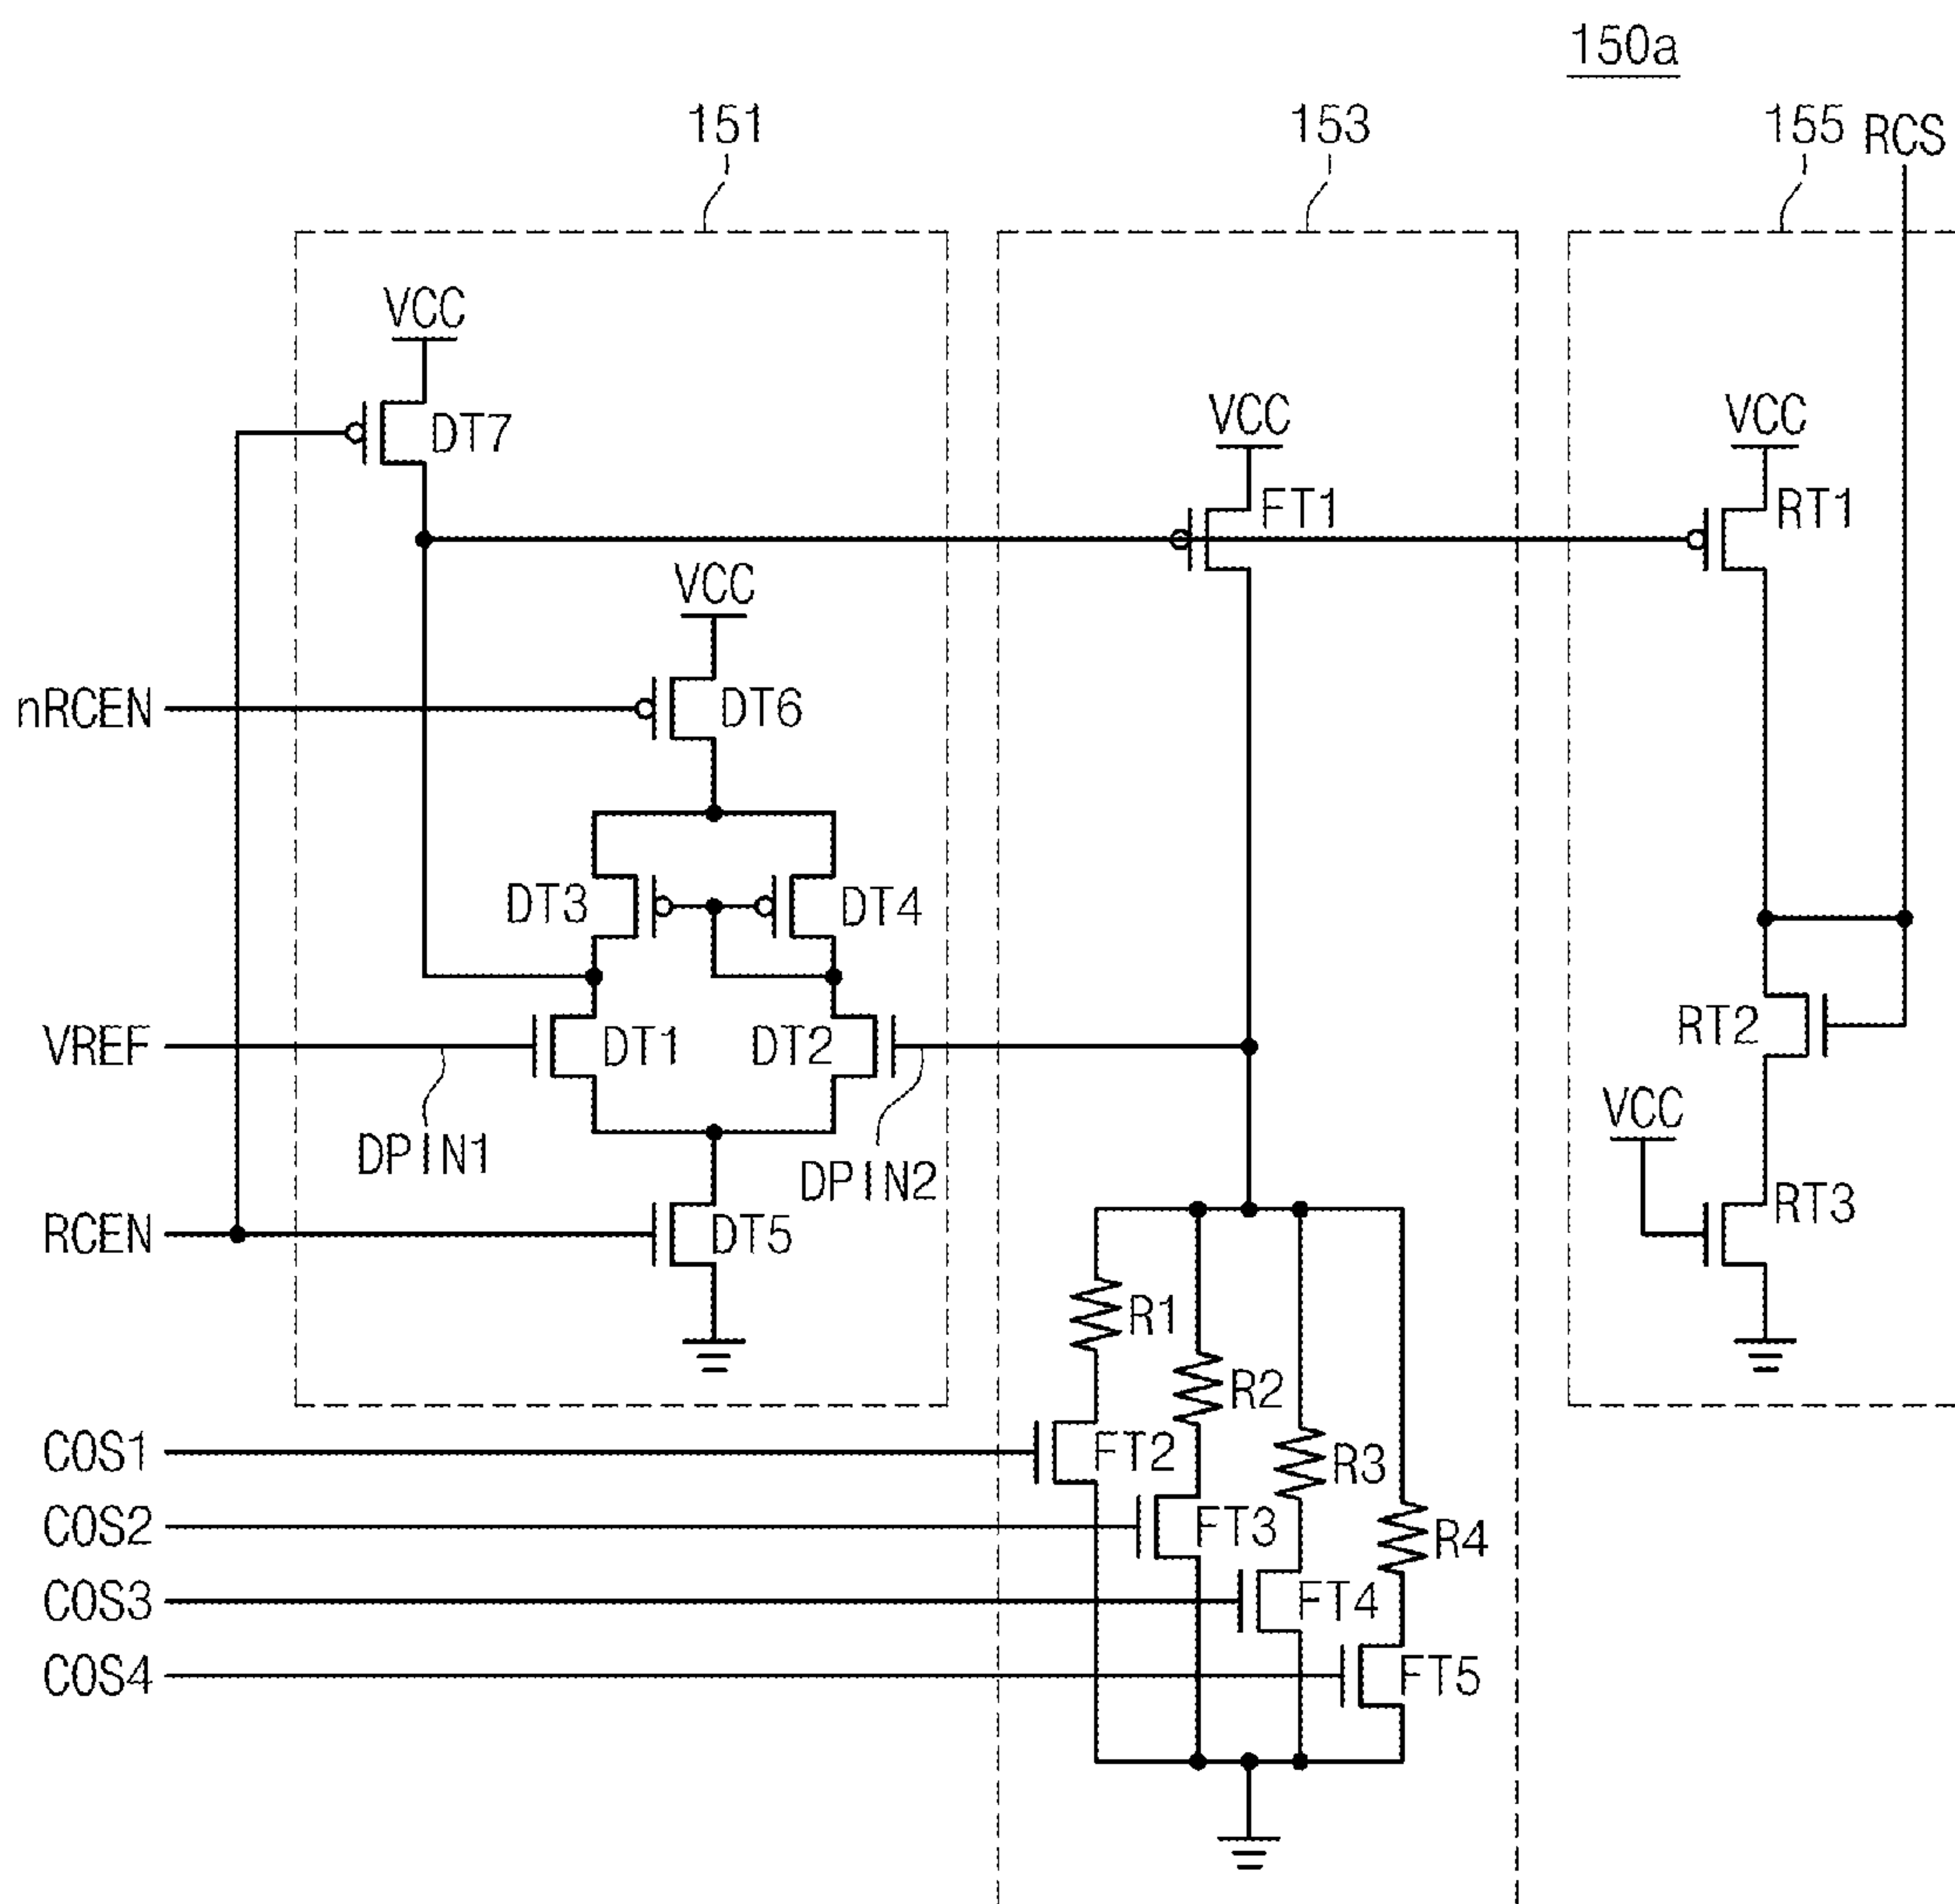 150a
151
153
155
RCS
VCC
DT7
VCC
FT1
VCC
RT1
VCC
nRCEN
DT6
DT3
DT4
VREF
DT1
DT2
RT2
DPIN1
DPIN2
VCC
RCEN
DT5
RT3
R1
R2
COS1
FT2
R3
COS2
FT3
R4
COS3
FT4
COS4
FT5